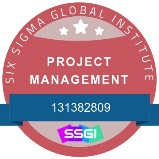 SIX SIGMA GLOBAL INSTITUTE
PROJECT
MANAGEMENT
131382809
SSGI